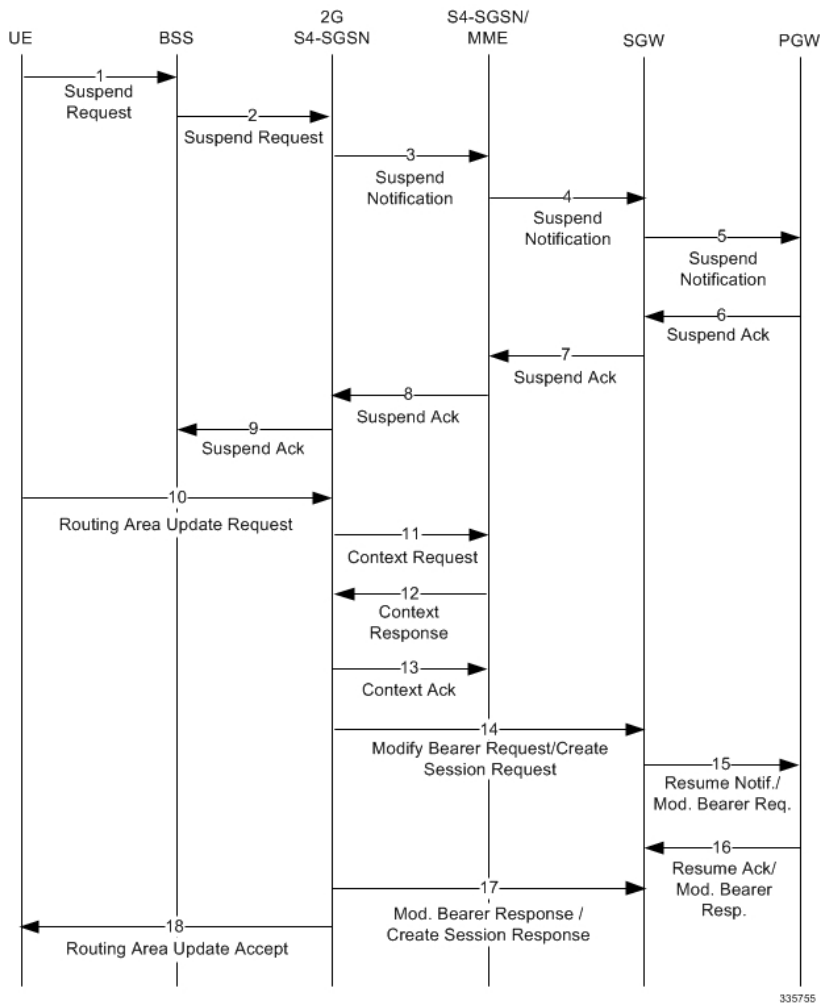 2G
S4-SGSN/
UE
BSS
S4-SGSN
MME
SGW
PGW
1
Suspend
Request
2
Suspend Request
3
Suspend
Notification
4
Suspend
Notification
5
Suspend
Notification
6
Suspend Ack
7
Suspend Ack
8
Suspend Ack
9
Suspend Ack
10
Routing Area Update Request
11
Context Request
12
Context
Response
13
Context Ack
14
Modify Bearer Request/Create
Session Request
15
Resume Notif./
Mod. Bearer Req.
16
Resume Ack/
Mod. Bearer
Resp.
17
Mod. Bearer Response /
Create Session Response
18
Routing Area Update Accept
335755